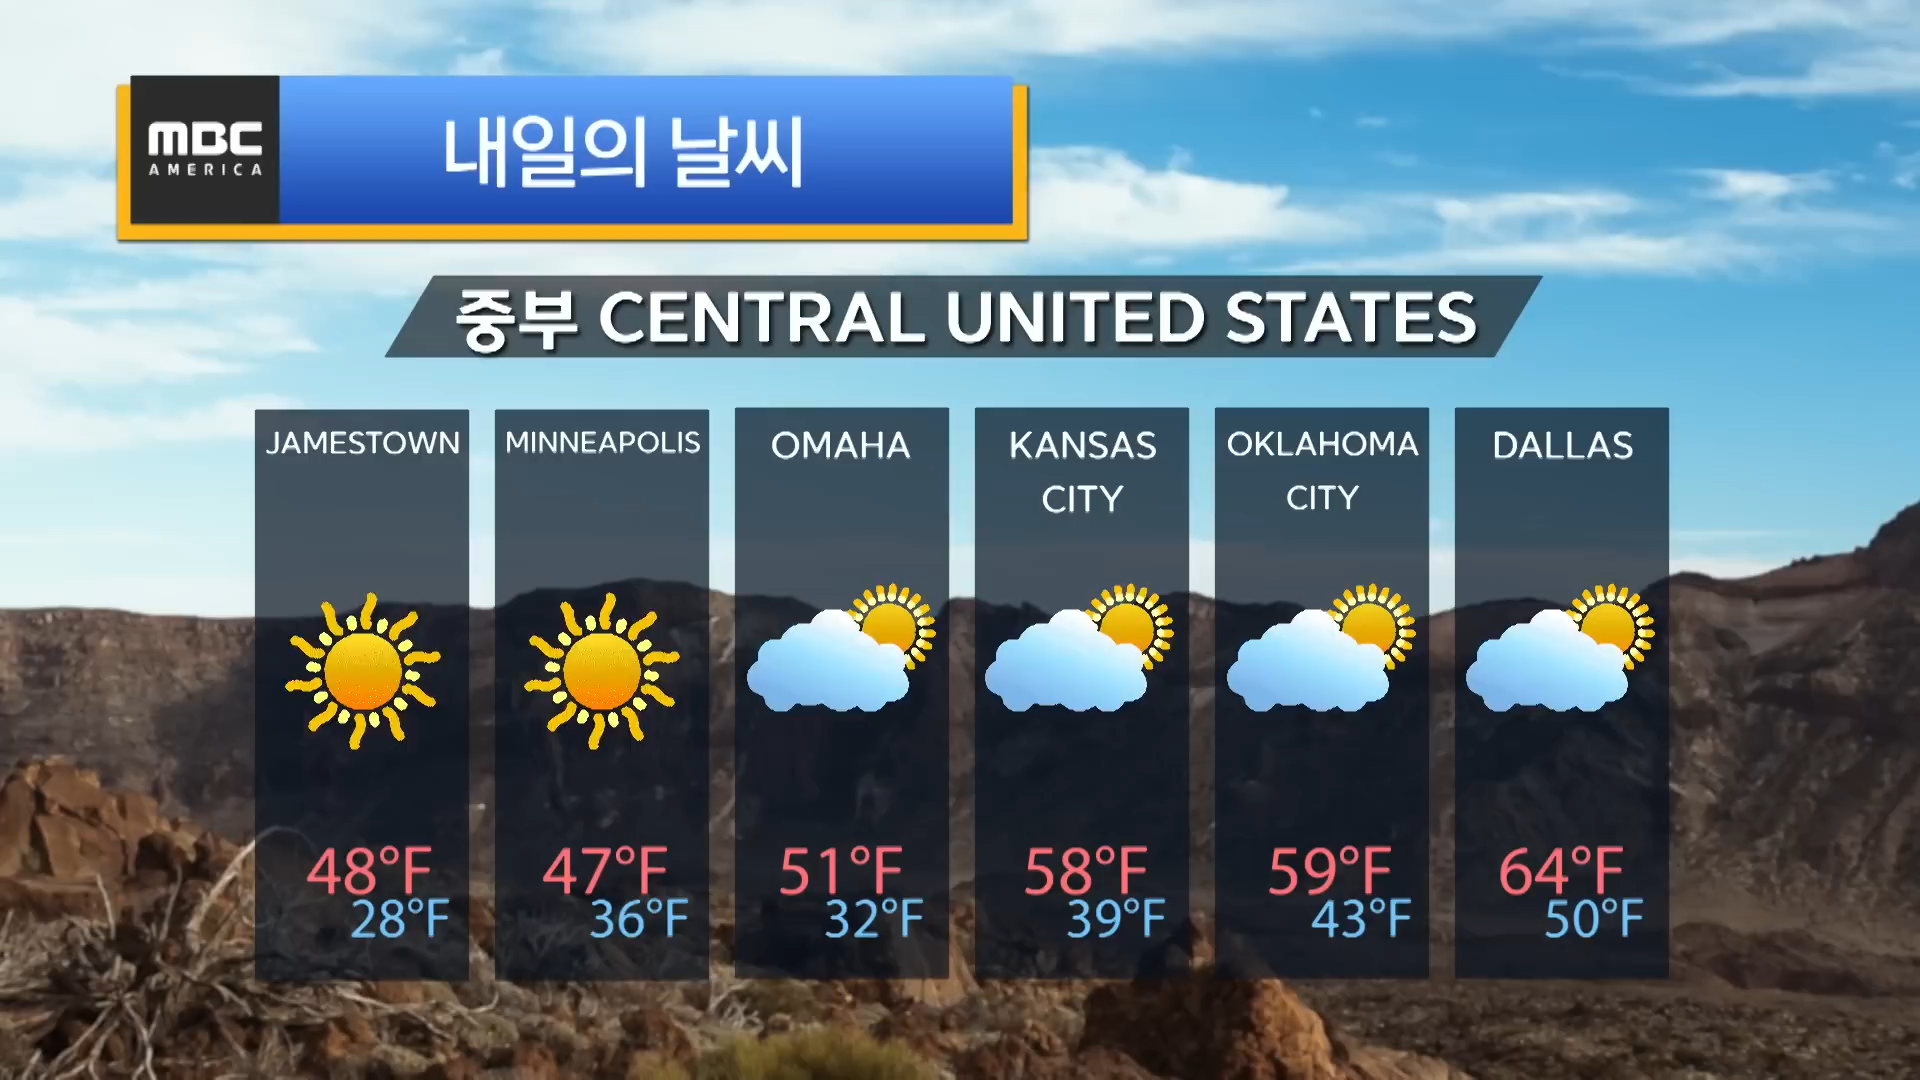 MBC
AMERICA
내일의 날씨
중부 CENTRAL UNITED STATES
JAMESTOWN
48°F
28°F
MINNEAPOLIS
47°F
36°F
OMAHA
51°F
32°F
KANSAS
CITY
58°F
39°F
OKLAHOMA
CITY
59°F
43°F
DALLAS
64°F
50°F